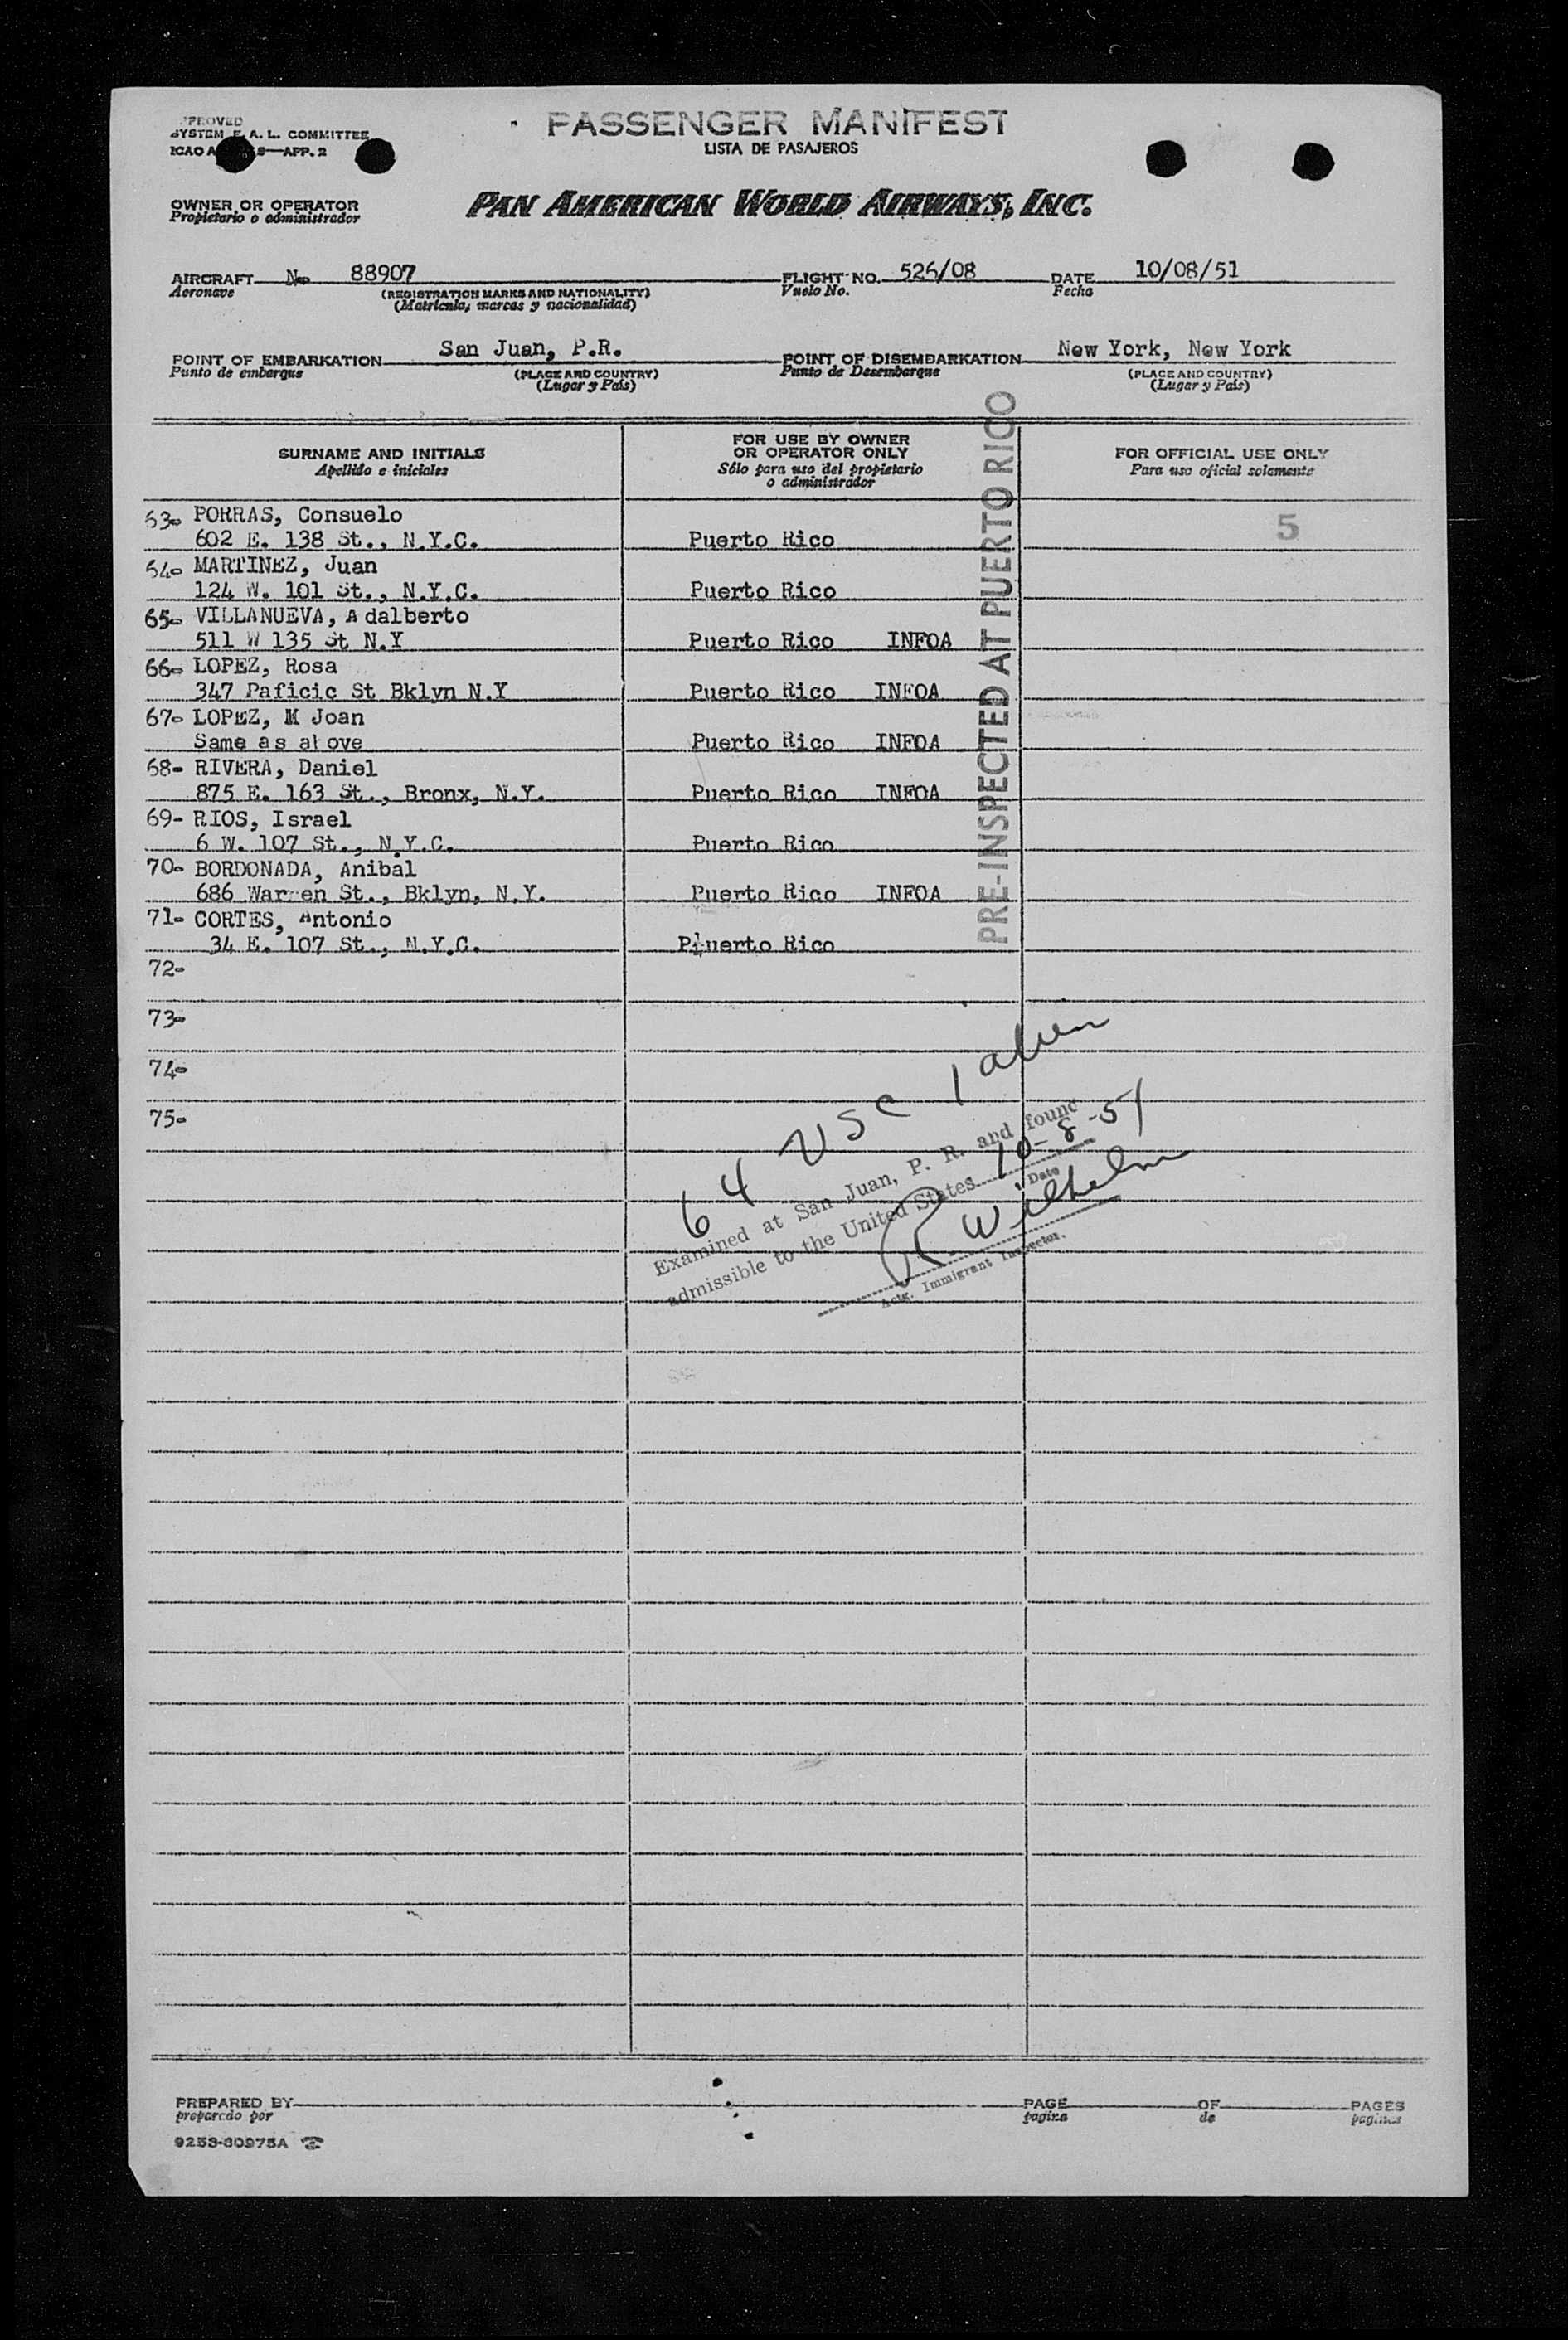 PASSENGER MANIFEST
LISTA DE PASAJEROS
SYSTEM F. A. L. COMMITTEE
APP. 2
OWNER OR OPERATOR
Propietario o administrador
PAN AMERICAN WORLD AIRWAYS, INC.
AIRCRAFT No 88907 FLIGHT NO. 526/08 DATE 10/08/51
Aeronave (REGISTRATION MARKS AND NATIONALITY) Vuelo No. Fecha
(Matricula, marcas y nacionalidad)
POINT OF EMBARKATION San Juan, P.R. POINT OF DISEMBARKATION New York, New York
Punto de embarque (PLACE AND COUNTRY) Punto de Desembarque (PLACE AND COUNTRY)
(Lugar y País) (Lugar y País)
SURNAME AND INITIALS
Apellido e iniciales
FOR USE BY OWNER
OR OPERATOR ONLY
Sólo para uso del propietario
o administrador
FOR OFFICIAL USE ONLY
Para uso oficial solamente
PRE-INSPECTED AT PUERTO RICO
5
63- PORRAS, Consuelo
602 E. 138 St., N.Y.C. Puerto Rico
64- MARTINEZ, Juan
124 W. 101 St., N.Y.C. Puerto Rico
65- VILLANUEVA, Adalberto
511 W 135 St N.Y Puerto Rico INFOA
66- LOPEZ, Rosa
347 Paficic St Bklyn N.Y Puerto Rico INFOA
67- LOPEZ, M Joan
Same as above Puerto Rico INFOA
68- RIVERA, Daniel
875 E. 163 St., Bronx, N.Y. Puerto Rico INFOA
69- RIOS, Israel
6 W. 107 St., N.Y.C. Puerto Rico
70- BORDONADA, Anibal
686 Warren St., Bklyn, N.Y. Puerto Rico INFOA
71- CORTES, Antonio
34 E. 107 St., N.Y.C. Puerto Rico
72-
73-
74-
75-
64 USC 1 alien
Examined at San Juan, P. R. and found
admissible to the United States 10-8-51
Date
R Wilhelm
Actg. Immigrant Inspector.
PREPARED BY PAGE OF PAGES
preparado por pagina de paginas
9253-80975A